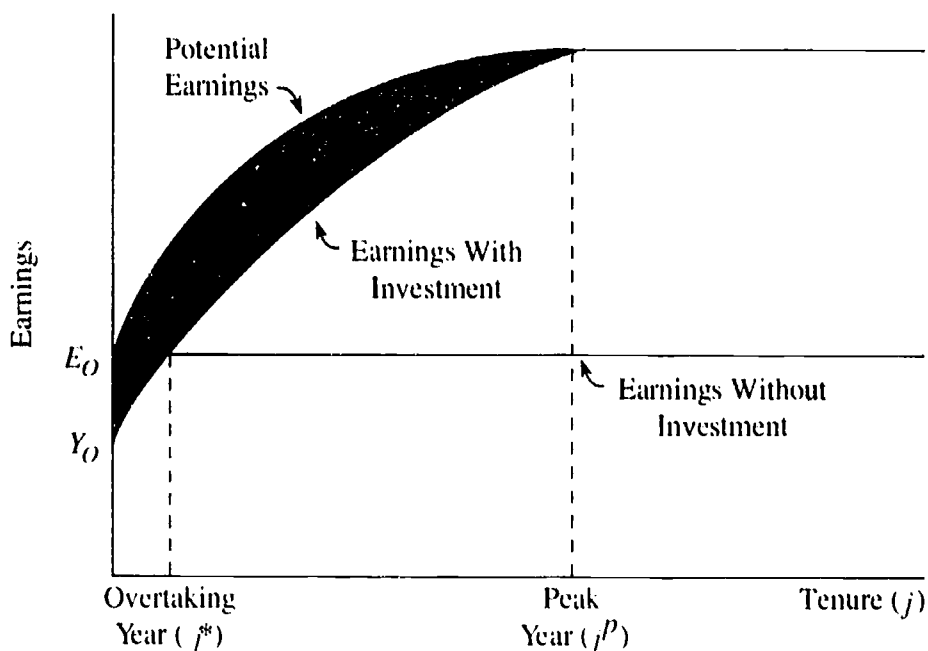 Potential
Earnings
Earnings With
Investment
Earnings
E_O
Y_O
Earnings Without
Investment
Overtaking
Year (j*)
Peak
Year (j^p)
Tenure (j)